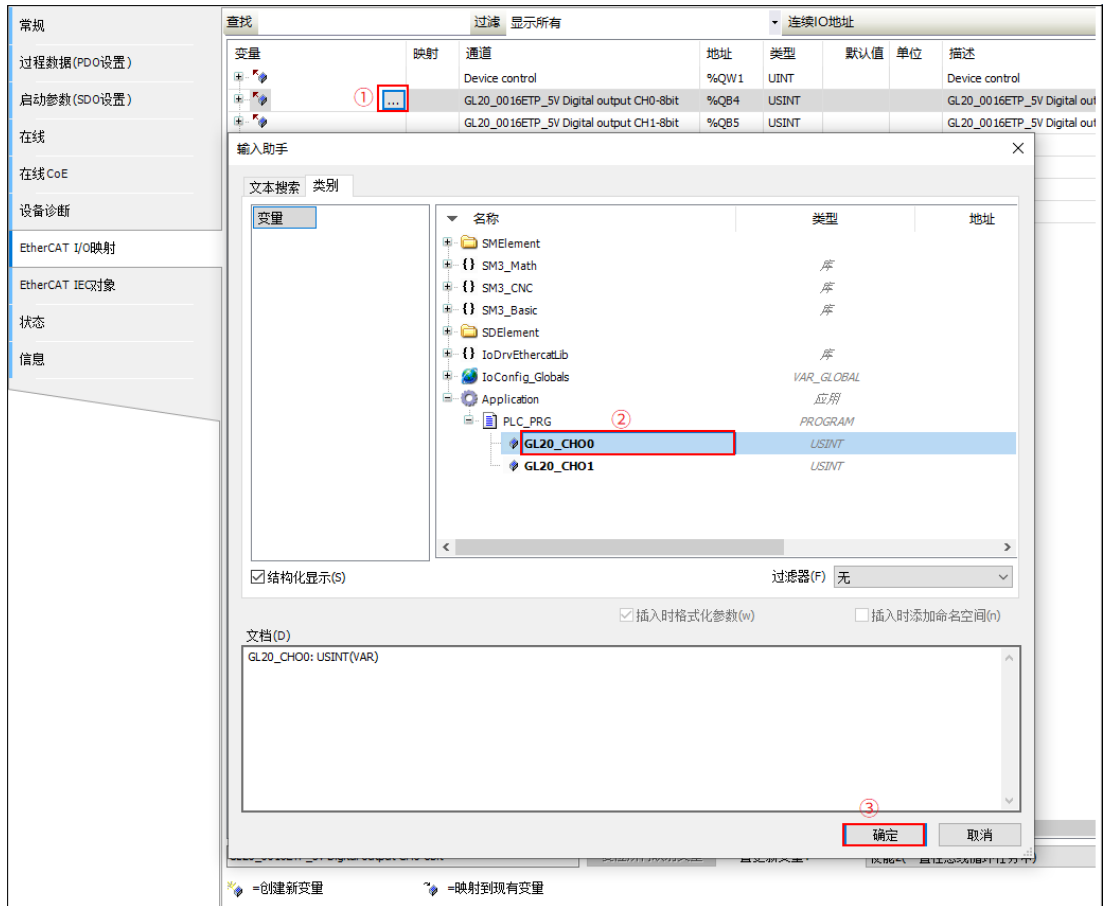 常规
过程数据(PDO设置)
启动参数(SDO设置)
在线
在线CoE
设备诊断
EtherCAT I/O映射
EtherCAT IEC对象
状态
信息
查找 过滤 显示所有 连续IO地址
变量 映射 通道 地址 类型 默认值 单位 描述
Device control %QW1 UINT Device control
① ... GL20_0016ETP_5V Digital output CH0-8bit %QB4 USINT GL20_0016ETP_5V Digital out
GL20_0016ETP_5V Digital output CH1-8bit %QB5 USINT GL20_0016ETP_5V Digital out
输入助手
文本搜索 类别
变量
名称 类型 地址
SMElement
SM3_Math 库
SM3_CNC 库
SM3_Basic 库
SDElement
IoDrvEthercatLib 库
IoConfig_Globals VAR_GLOBAL
Application 应用
PLC_PRG ② PROGRAM
GL20_CHO0 USINT
GL20_CHO1 USINT
结构化显示(S) 过滤器(F) 无
插入时格式化参数(w) 插入时添加命名空间(n)
文档(D)
GL20_CHO0: USINT(VAR)
③
确定 取消
=创建新变量 =映射到现有变量